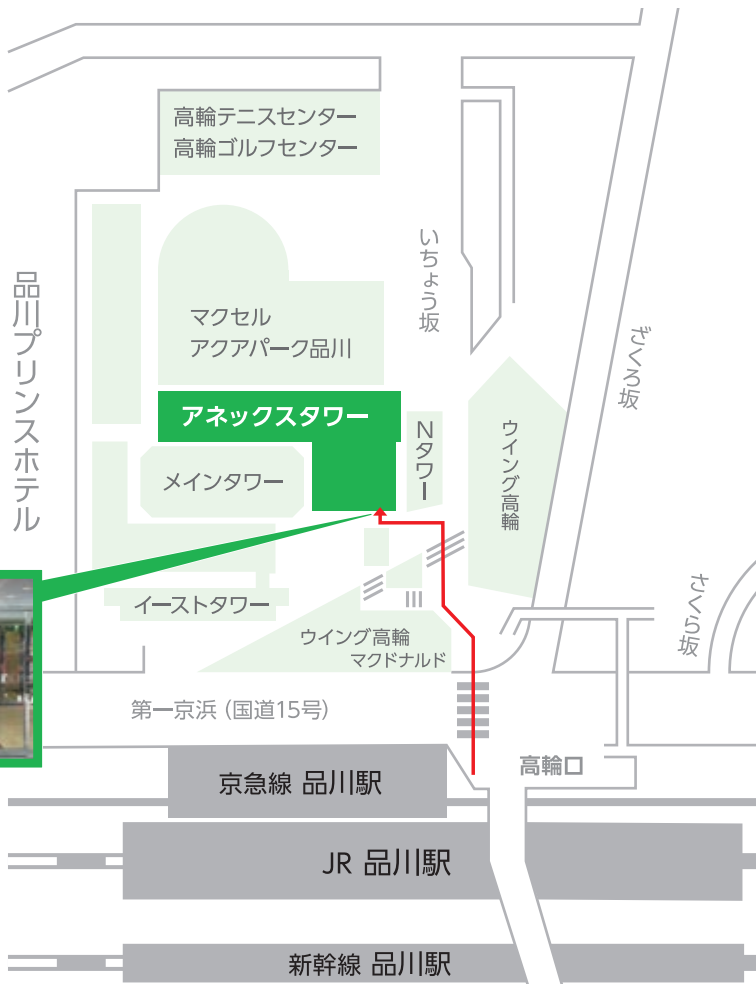 高輪テニスセンター
高輪ゴルフセンター
いちょう坂
品川プリンスホテル
マクセル
アクアパーク品川
ざくろ坂
アネックスタワー
Nタワー
ウイング高輪
メインタワー
イーストタワー
さくら坂
ウイング高輪
マクドナルド
第一京浜（国道15号）
高輪口
京急線 品川駅
JR 品川駅
新幹線 品川駅